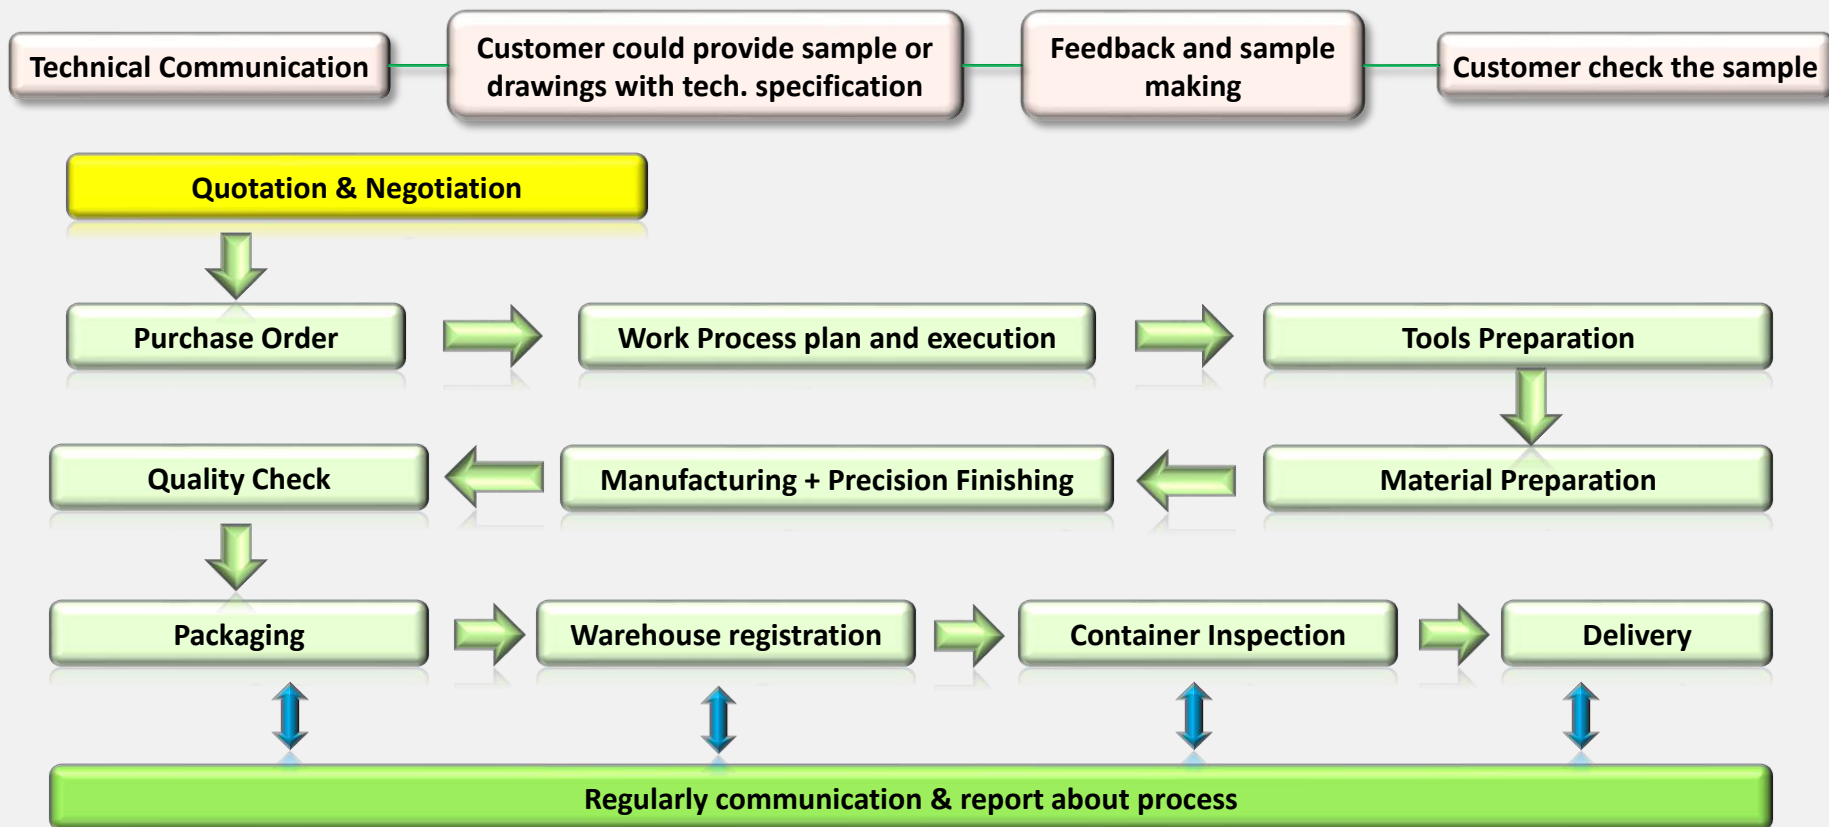 Technical Communication
Customer could provide sample or
drawings with tech. specification
Feedback and sample
making
Customer check the sample
Quotation & Negotiation
Purchase Order
Work Process plan and execution
Tools Preparation
Material Preparation
Manufacturing + Precision Finishing
Quality Check
Packaging
Warehouse registration
Container Inspection
Delivery
Regularly communication & report about process